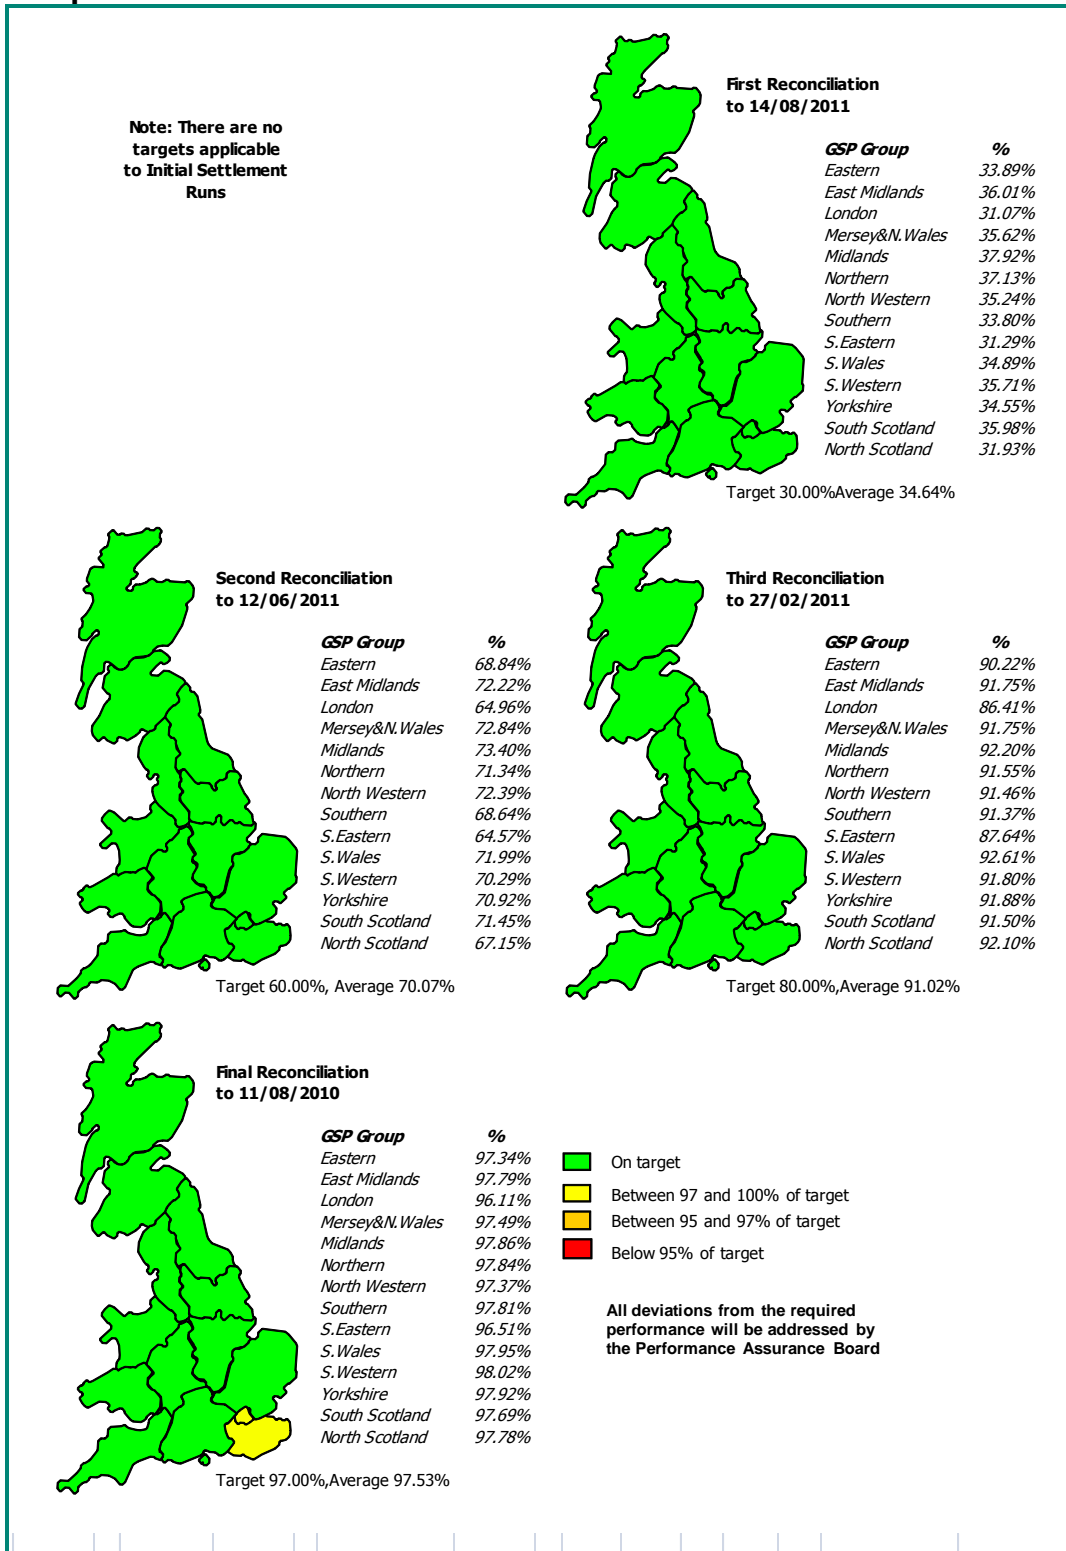 Note: There are no
targets applicable
to Initial Settlement
Runs
First Reconciliation
to 14/08/2011
GSP Group %
Eastern 33.89%
East Midlands 36.01%
London 31.07%
Mersey&N.Wales 35.62%
Midlands 37.92%
Northern 37.13%
North Western 35.24%
Southern 33.80%
S.Eastern 31.29%
S.Wales 34.89%
S.Western 35.71%
Yorkshire 34.55%
South Scotland 35.98%
North Scotland 31.93%
Target 30.00%Average 34.64%
Second Reconciliation
to 12/06/2011
GSP Group %
Eastern 68.84%
East Midlands 72.22%
London 64.96%
Mersey&N.Wales 72.84%
Midlands 73.40%
Northern 71.34%
North Western 72.39%
Southern 68.64%
S.Eastern 64.57%
S.Wales 71.99%
S.Western 70.29%
Yorkshire 70.92%
South Scotland 71.45%
North Scotland 67.15%
Target 60.00%, Average 70.07%
Third Reconciliation
to 27/02/2011
GSP Group %
Eastern 90.22%
East Midlands 91.75%
London 86.41%
Mersey&N.Wales 91.75%
Midlands 92.20%
Northern 91.55%
North Western 91.46%
Southern 91.37%
S.Eastern 87.64%
S.Wales 92.61%
S.Western 91.80%
Yorkshire 91.88%
South Scotland 91.50%
North Scotland 92.10%
Target 80.00%,Average 91.02%
Final Reconciliation
to 11/08/2010
GSP Group %
Eastern 97.34%
East Midlands 97.79%
London 96.11%
Mersey&N.Wales 97.49%
Midlands 97.86%
Northern 97.84%
North Western 97.37%
Southern 97.81%
S.Eastern 96.51%
S.Wales 97.95%
S.Western 98.02%
Yorkshire 97.92%
South Scotland 97.69%
North Scotland 97.78%
Target 97.00%,Average 97.53%
On target
Between 97 and 100% of target
Between 95 and 97% of target
Below 95% of target
All deviations from the required
performance will be addressed by
the Performance Assurance Board